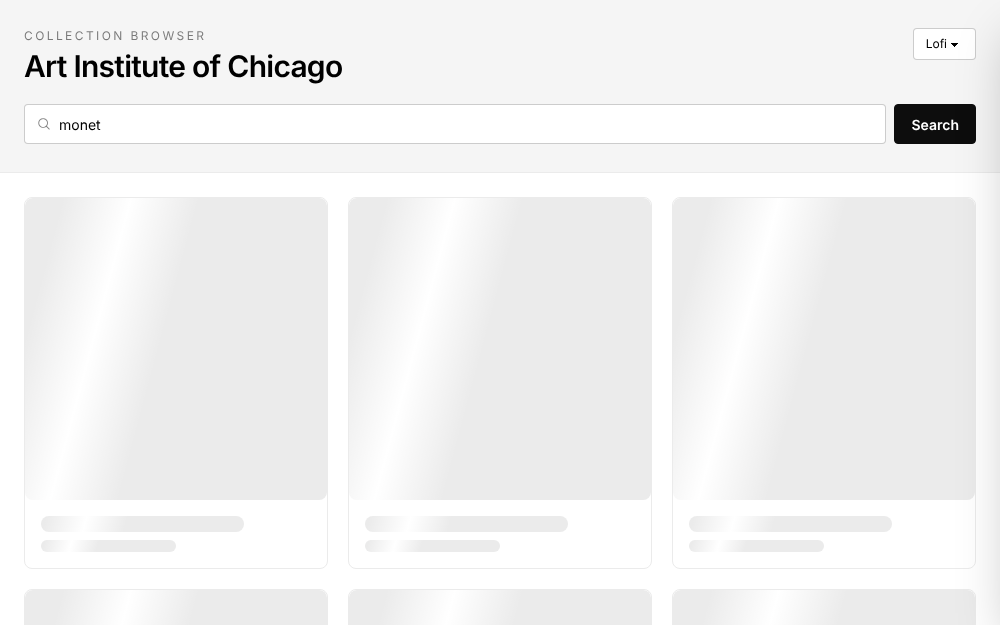 COLLECTION BROWSER
Art Institute of Chicago
Lofi
monet
Search